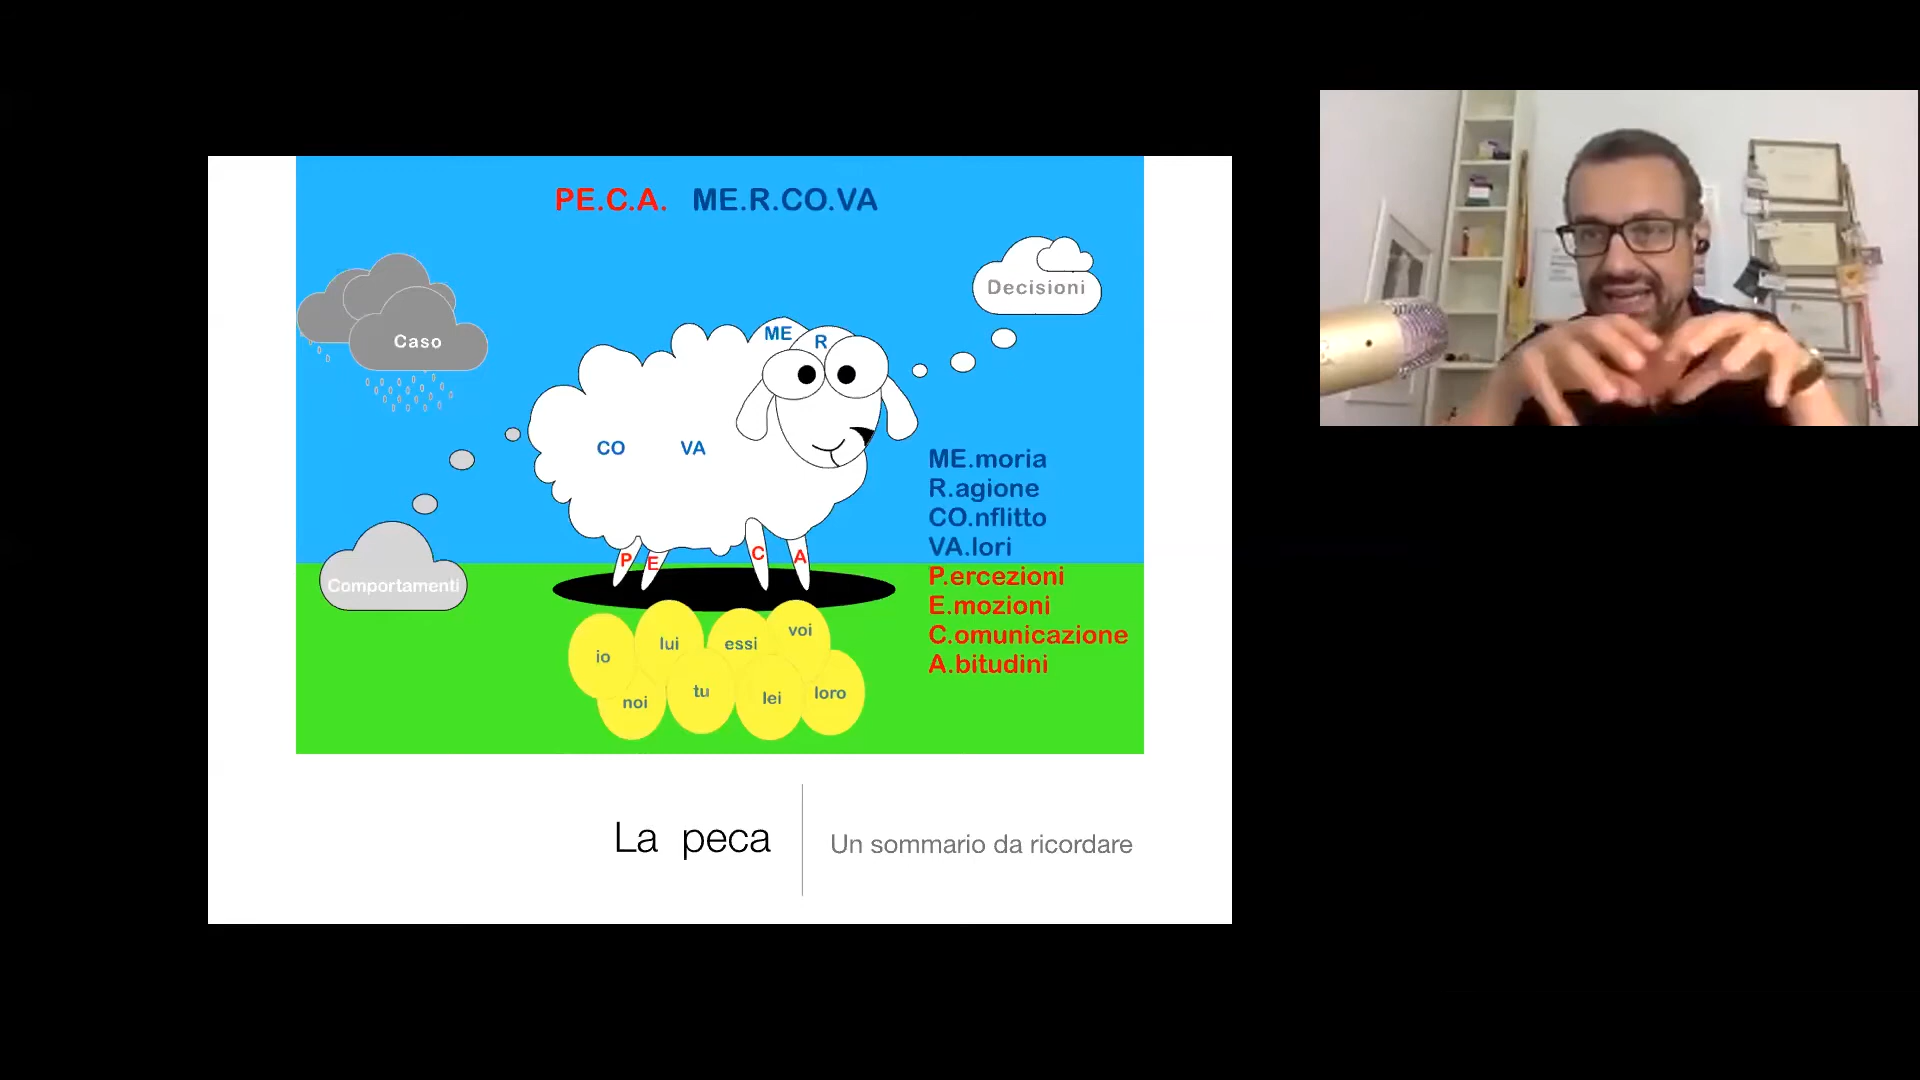 PE.C.A. ME.R.CO.VA
Decisioni
Caso
ME
R
CO
VA
P
E
C
A
Comportamenti
ME.moria
R.agione
CO.nflitto
VA.lori
P.ercezioni
E.mozioni
C.omunicazione
A.bitudini
io
lui
essi
voi
noi
tu
lei
loro
La peca
Un sommario da ricordare